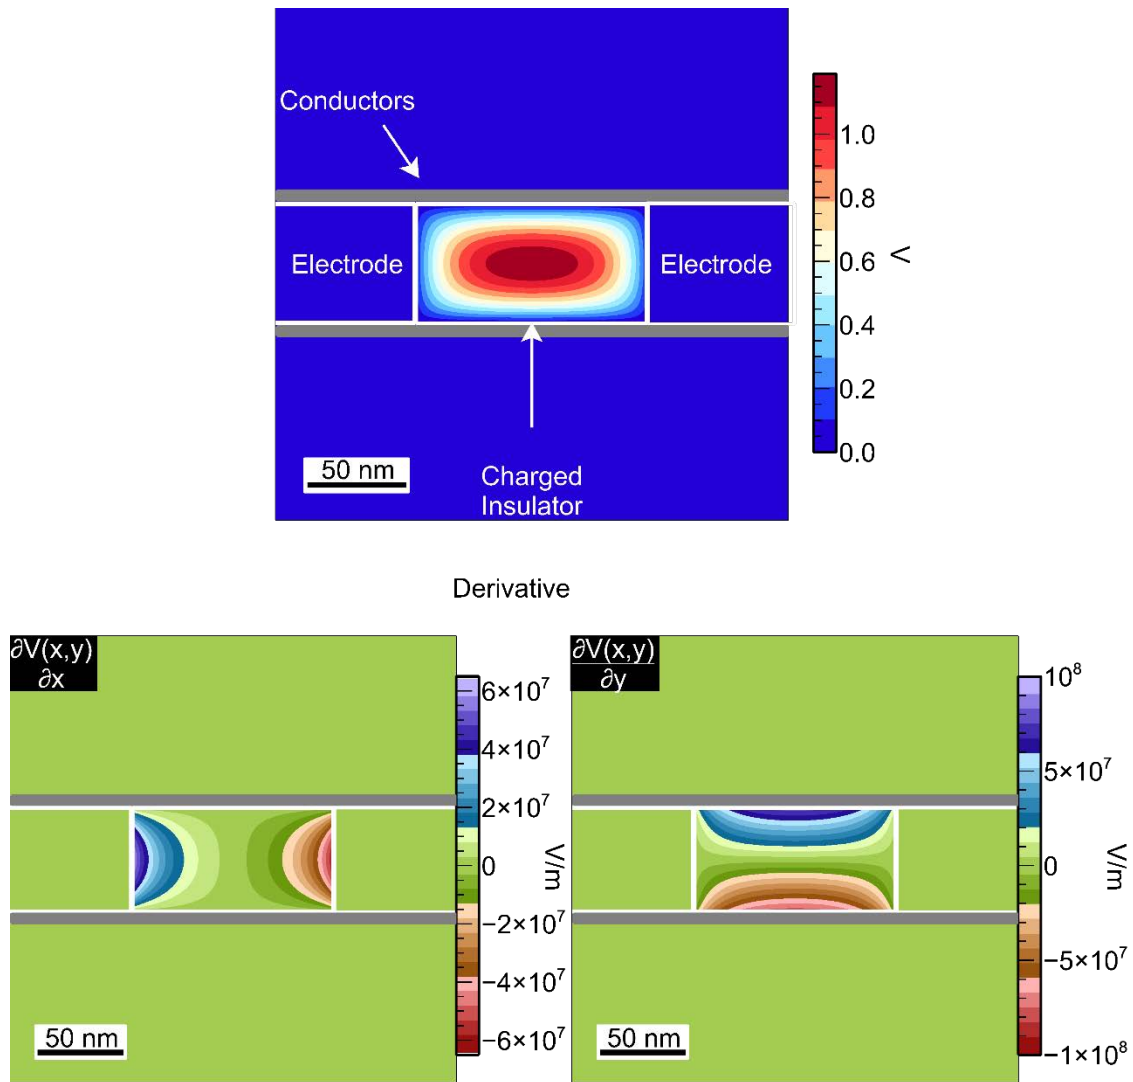 Conductors
Electrode
Electrode
Charged
Insulator
50 nm
1.0
0.8
0.6
0.4
0.2
0.0
V
Derivative
∂V(x,y)
∂x
6×10⁷
4×10⁷
2×10⁷
0
−2×10⁷
−4×10⁷
−6×10⁷
V/m
50 nm
∂V(x,y)
∂y
10⁸
5×10⁷
0
−5×10⁷
−1×10⁸
V/m
50 nm